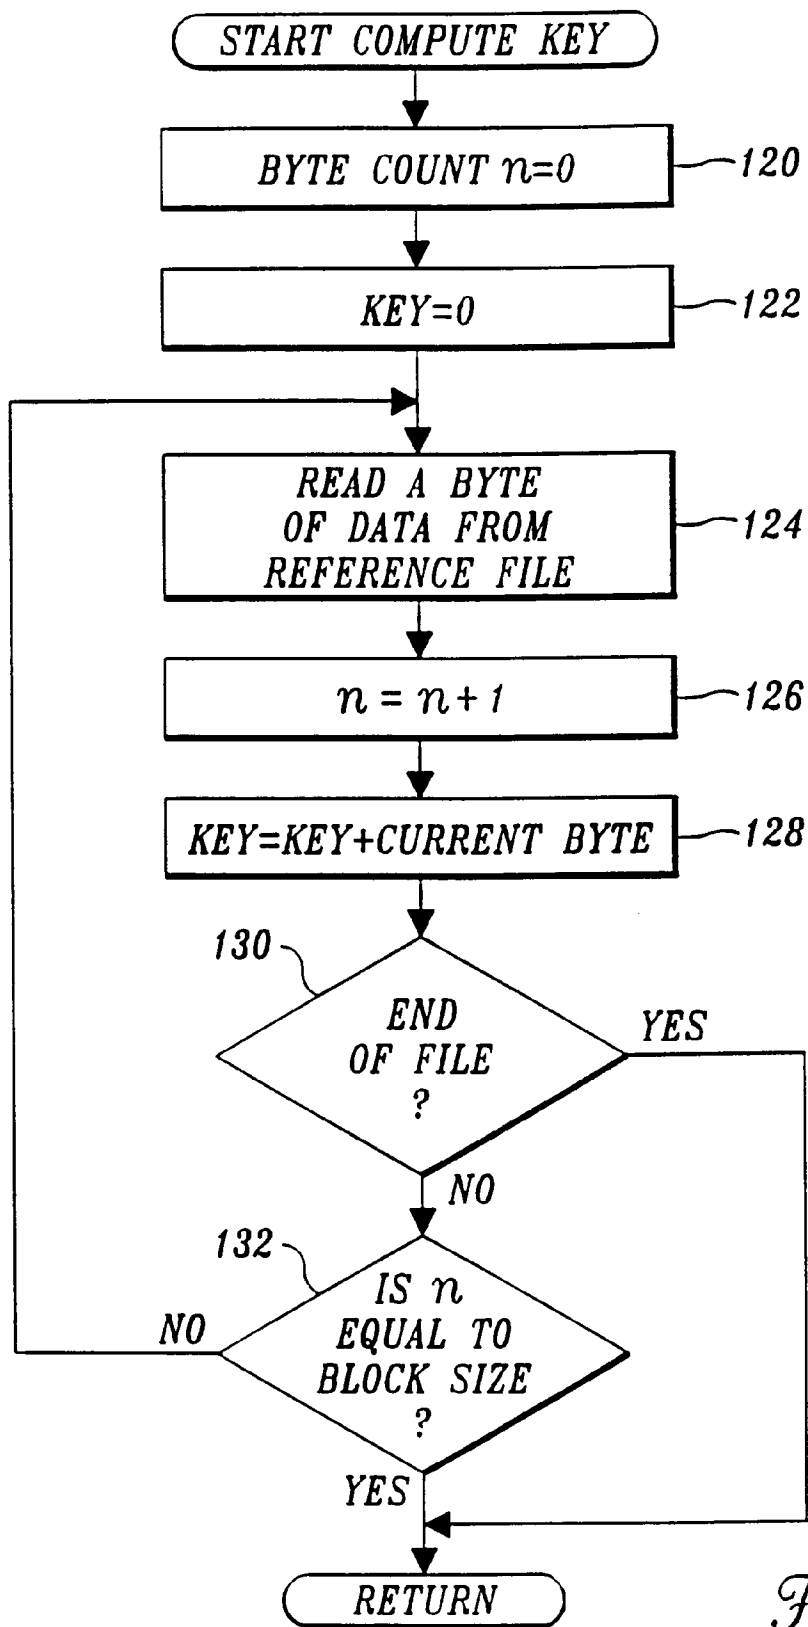 START COMPUTE KEY
BYTE COUNT n=0
120
KEY=0
122
READ A BYTE
OF DATA FROM
REFERENCE FILE
124
n = n + 1
126
KEY=KEY+CURRENT BYTE
128
130
END
OF FILE
?
YES
NO
132
IS n
EQUAL TO
BLOCK SIZE
?
NO
YES
RETURN